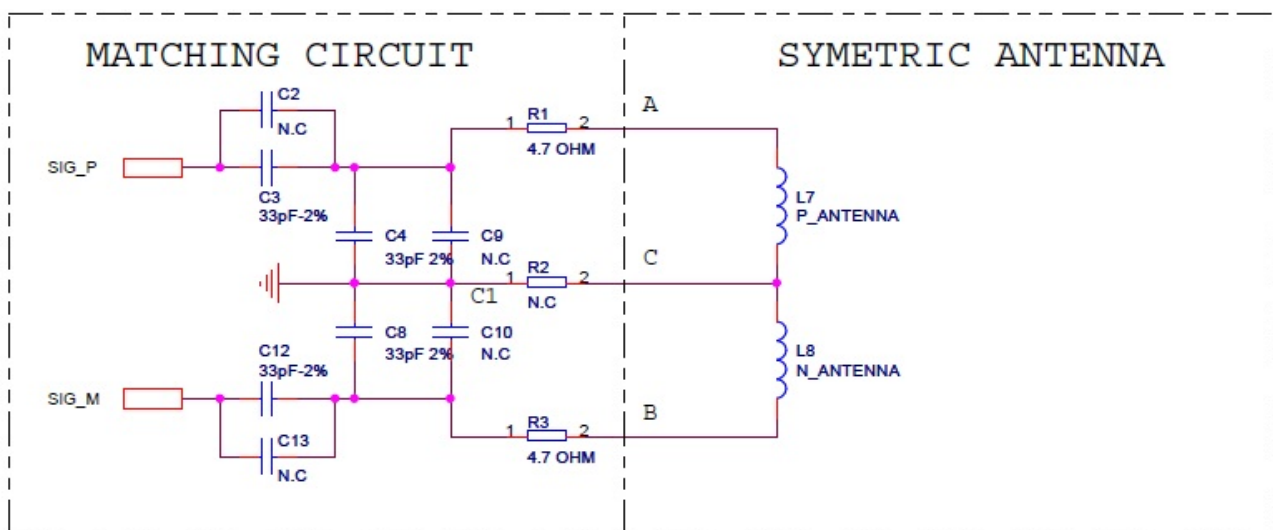 MATCHING CIRCUIT
SYMETRIC ANTENNA
C2
N.C
SIG_P
C3
33pF-2%
R1
1 2
4.7 OHM
A
L7
P_ANTENNA
C4
33pF 2%
C9
N.C
R2
1 2
N.C
C
C1
C8
33pF 2%
C10
N.C
C12
33pF-2%
L8
N_ANTENNA
SIG_M
C13
N.C
R3
1 2
4.7 OHM
B